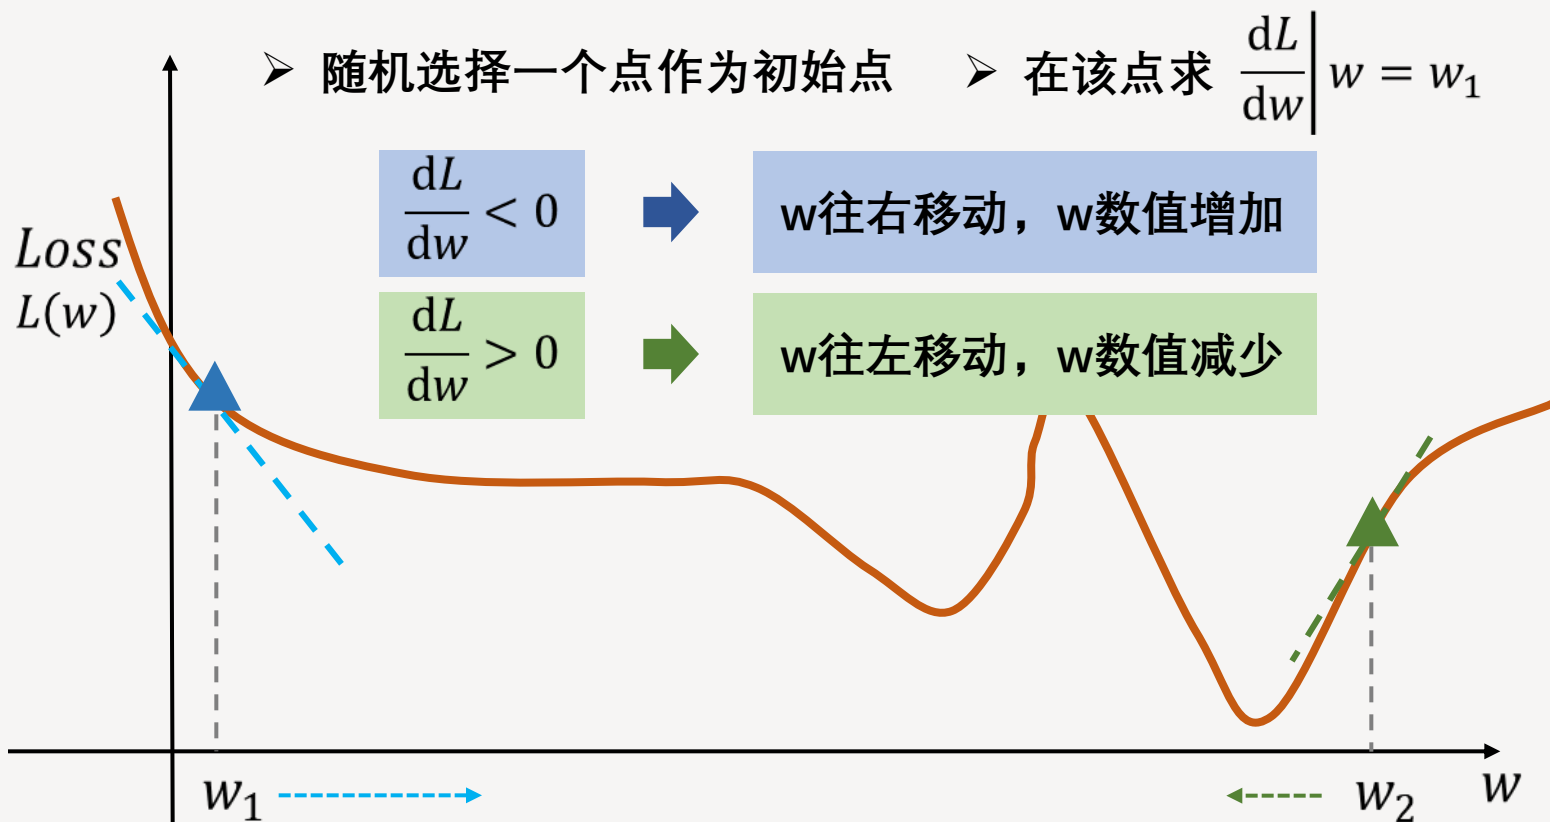 ➢ 随机选择一个点作为初始点 ➢ 在该点求 dL/dw | w = w₁
dL/dw < 0 w往右移动，w数值增加
Loss
L(w)
dL/dw > 0 w往左移动，w数值减少
w₁ w₂ w